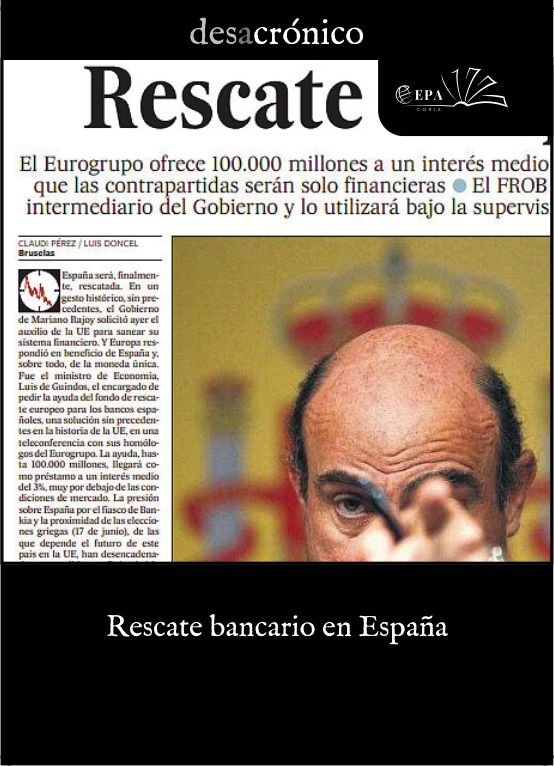 desacrónico
Rescate
EPA
CORIA
El Eurogrupo ofrece 100.000 millones a un interés medio
que las contrapartidas serán solo financieras ● El FROB
intermediario del Gobierno y lo utilizará bajo la supervis
CLAUDI PÉREZ / LUIS DONCEL
Bruselas
España será, finalmen-
te, rescatada. En un
gesto histórico, sin pre-
cedentes, el Gobierno
de Mariano Rajoy solicitó ayer el
auxilio de la UE para sanear su
sistema financiero. Y Europa res-
pondió en beneficio de España y,
sobre todo, de la moneda única.
Fue el ministro de Economía,
Luis de Guindos, el encargado de
pedir la ayuda del fondo de resca-
te europeo para los bancos espa-
ñoles, una solución sin preceden-
tes en la historia de la UE, en una
teleconferencia con sus homólo-
gos del Eurogrupo. La ayuda, has-
ta 100.000 millones, llegará co-
mo préstamo a un interés medio
del 3%, muy por debajo de las con-
diciones de mercado. La presión
sobre España por el fiasco de Ban-
kia y la proximidad de las eleccio-
nes griegas (17 de junio), de las
que depende el futuro de este
país en la UE, han desencadena-
Rescate bancario en España